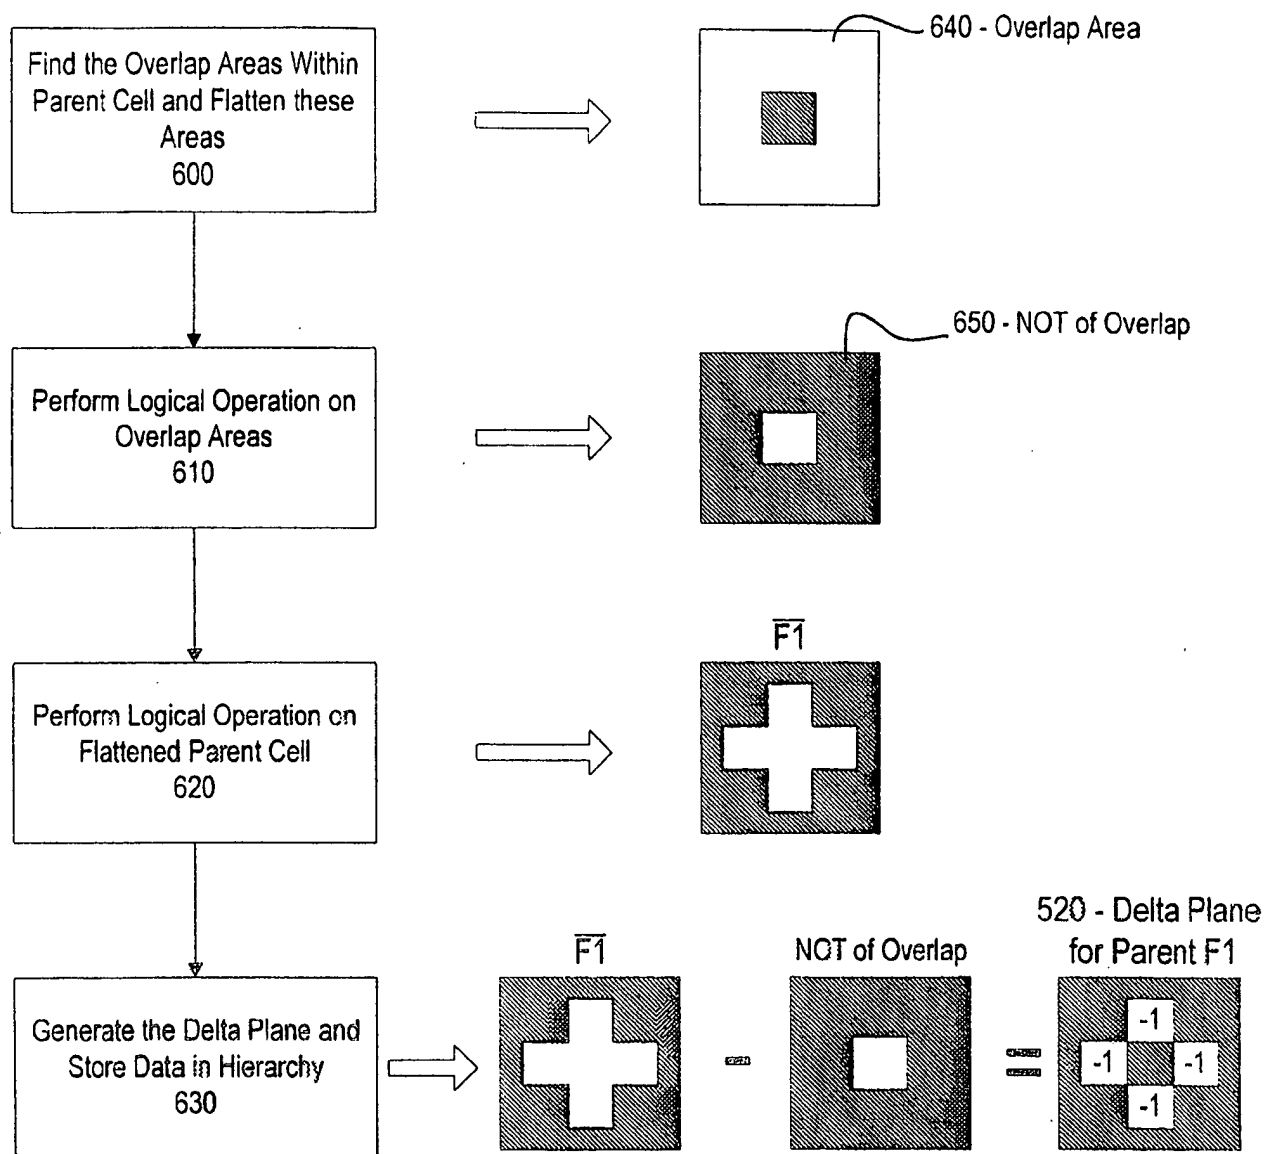 Find the Overlap Areas Within
Parent Cell and Flatten these
Areas
600
640 - Overlap Area
Perform Logical Operation on
Overlap Areas
610
650 - NOT of Overlap
Perform Logical Operation on
Flattened Parent Cell
620
F1
Generate the Delta Plane and
Store Data in Hierarchy
630
F1
-
NOT of Overlap
=
520 - Delta Plane
for Parent F1
-1
-1 -1
-1